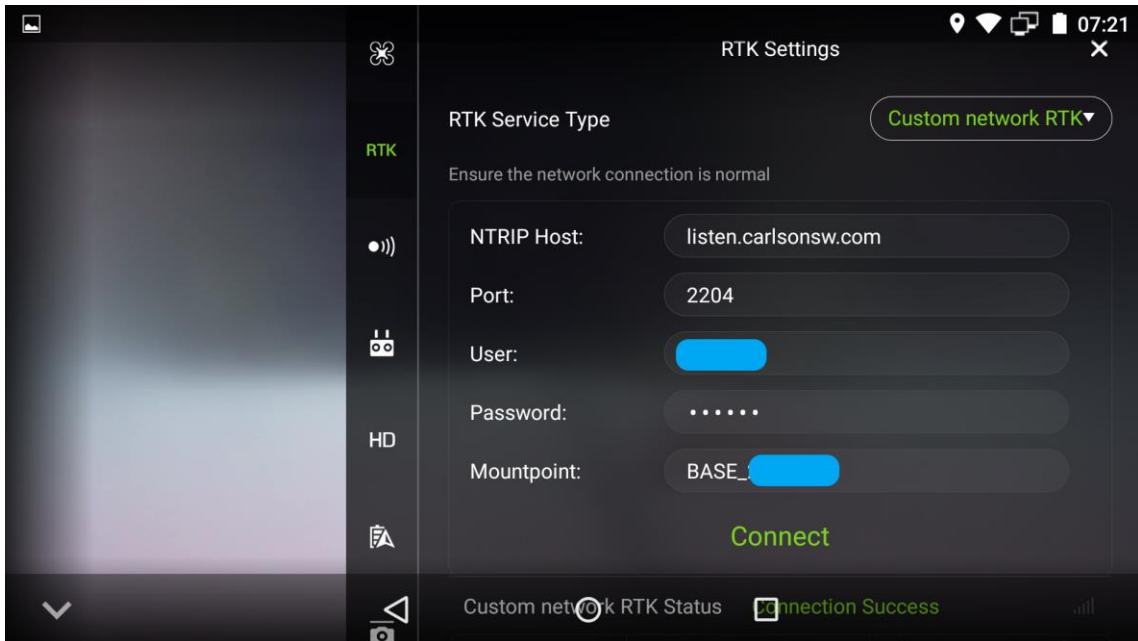 07:21
RTK Settings
RTK Service Type
Custom network RTK
RTK
Ensure the network connection is normal
NTRIP Host:
listen.carlsonsw.com
Port:
2204
User:
Password:
••••••
HD
Mountpoint:
BASE_
Connect
Custom network RTK Status
Connection Success